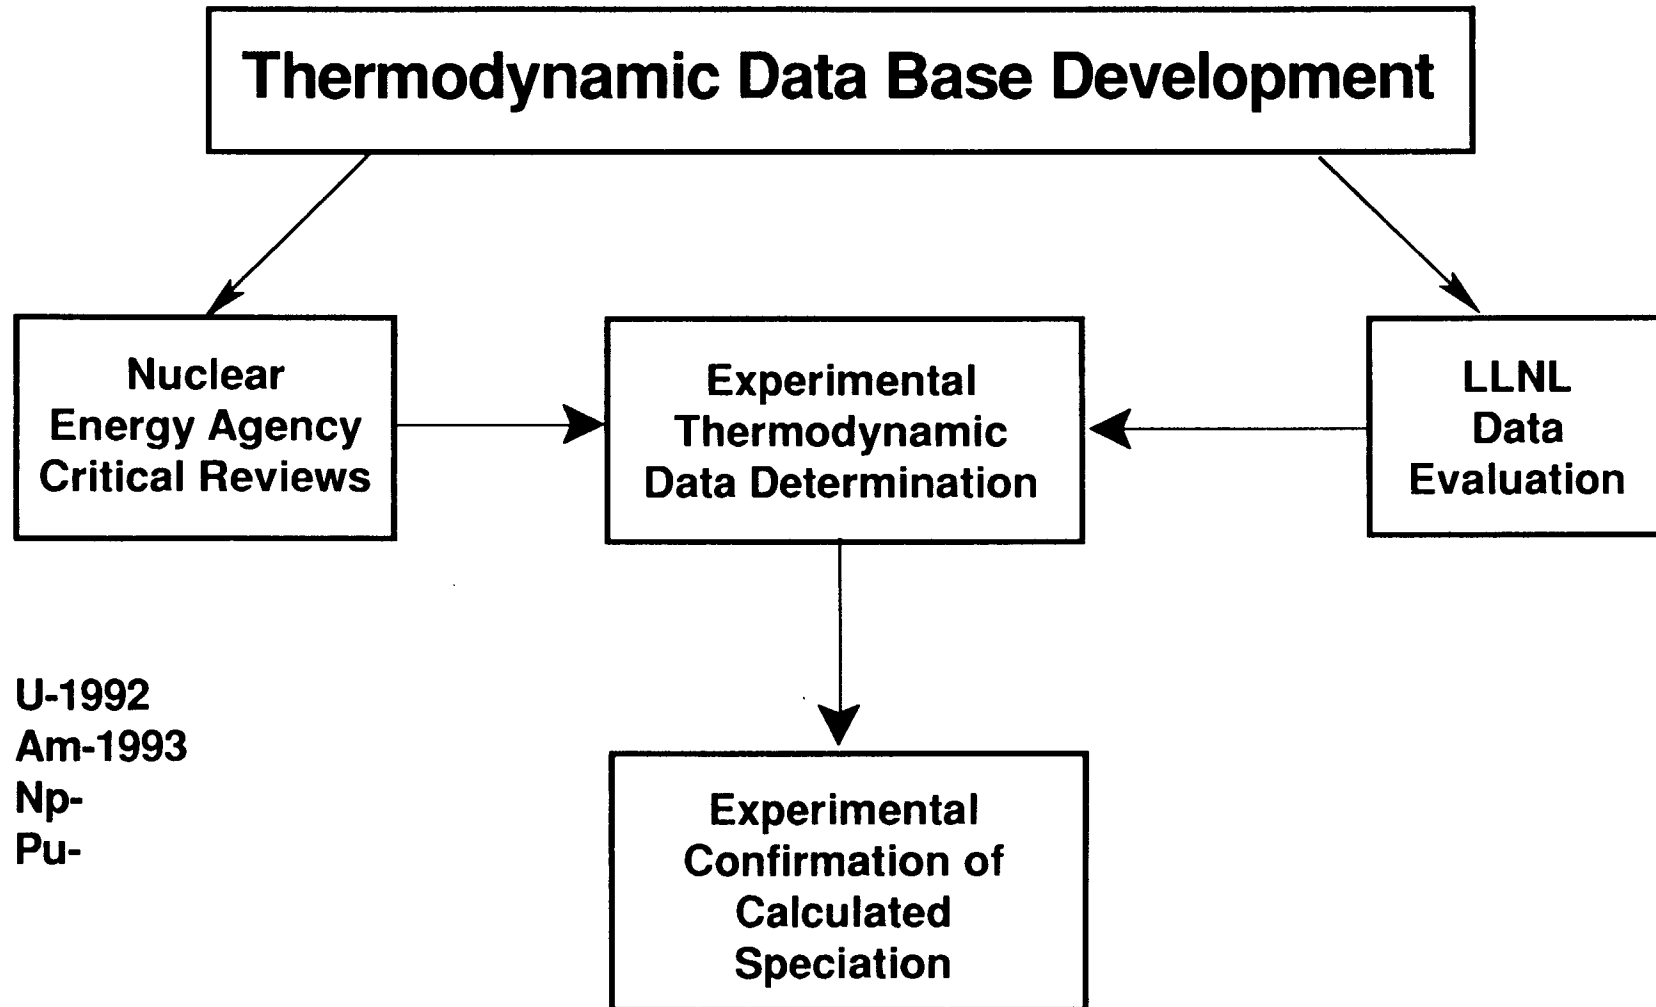 Thermodynamic Data Base Development
Nuclear
Energy Agency
Critical Reviews
Experimental
Thermodynamic
Data Determination
LLNL
Data
Evaluation
U-1992
Am-1993
Np-
Pu-
Experimental
Confirmation of
Calculated
Speciation